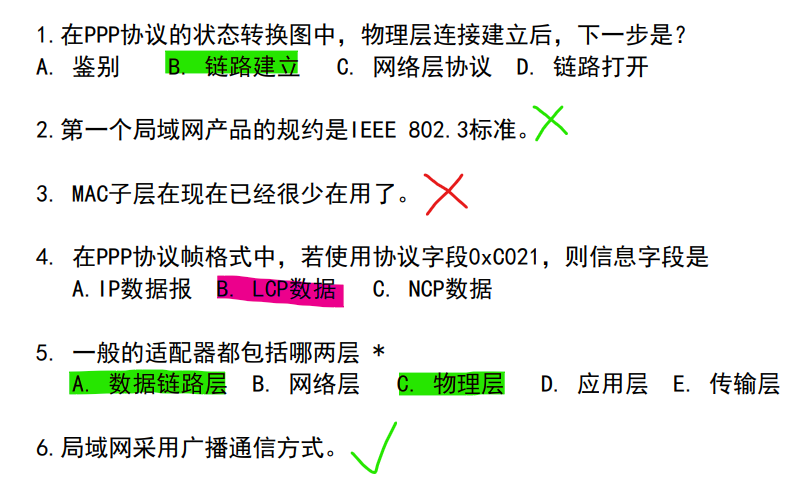 1.在PPP协议的状态转换图中，物理层连接建立后，下一步是?
A. 鉴别 B. 链路建立 C. 网络层协议 D. 链路打开
2.第一个局域网产品的规约是IEEE 802.3标准。
3. MAC子层在现在已经很少在用了。
4. 在PPP协议帧格式中，若使用协议字段0xC021，则信息字段是
A.IP数据报 B. LCP数据 C. NCP数据
5. 一般的适配器都包括哪两层 *
A. 数据链路层 B. 网络层 C. 物理层 D. 应用层 E. 传输层
6.局域网采用广播通信方式。